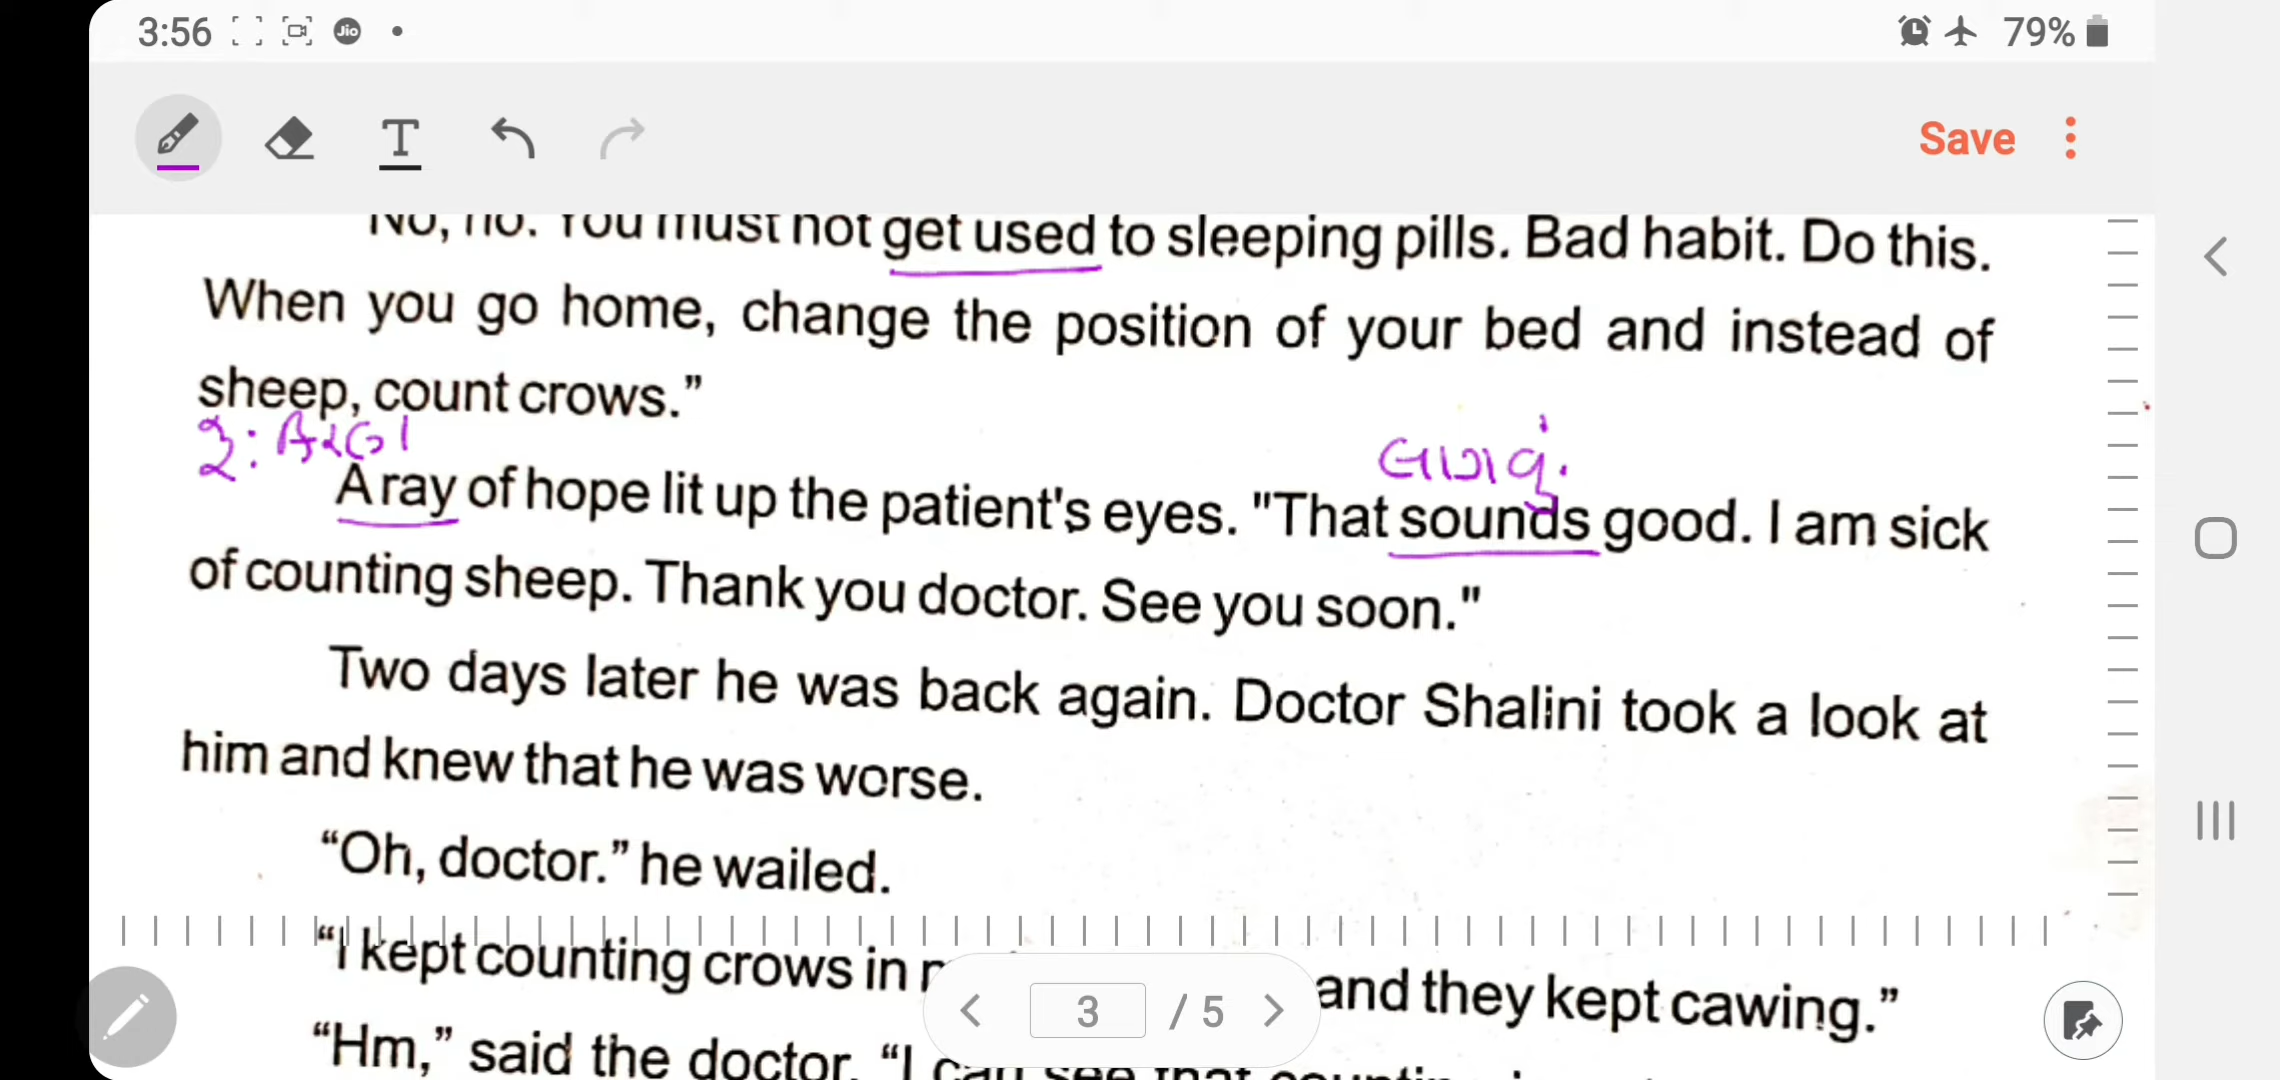 3:56
Jio
79%
T
Save
No, no. You must not get used to sleeping pills. Bad habit. Do this.
When you go home, change the position of your bed and instead of
sheep, count crows.”
A ray of hope lit up the patient's eyes. "That sounds good. I am sick
of counting sheep. Thank you doctor. See you soon."
Two days later he was back again. Doctor Shalini took a look at
him and knew that he was worse.
“Oh, doctor.” he wailed.
“I kept counting crows in and they kept cawing.”
3 / 5
“Hm,” said the doctor. “I can see that